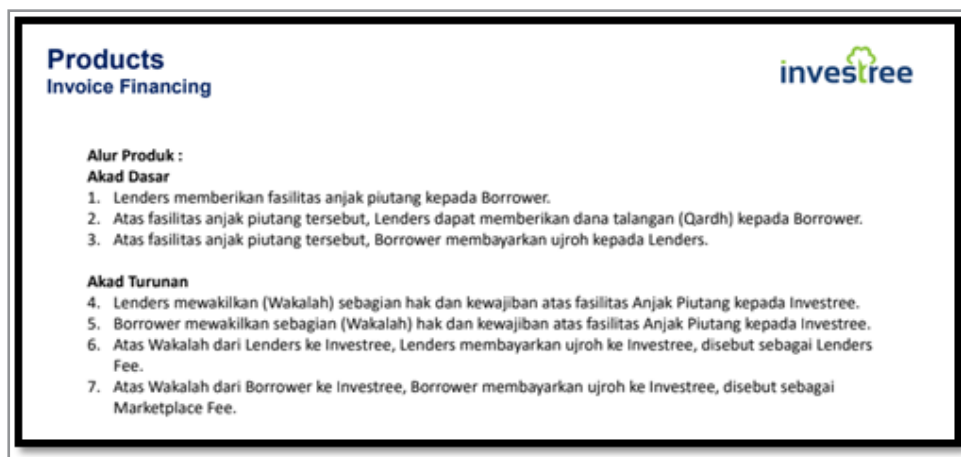 Products
investree
Invoice Financing
Alur Produk :
Akad Dasar
1. Lenders memberikan fasilitas anjak piutang kepada Borrower.
2. Atas fasilitas anjak piutang tersebut, Lenders dapat memberikan dana talangan (Qardh) kepada Borrower.
3. Atas fasilitas anjak piutang tersebut, Borrower membayarkan ujroh kepada Lenders.
Akad Turunan
4. Lenders mewakilkan (Wakalah) sebagian hak dan kewajiban atas fasilitas Anjak Piutang kepada Investree.
5. Borrower mewakilkan sebagian (Wakalah) hak dan kewajiban atas fasilitas Anjak Piutang kepada Investree.
6. Atas Wakalah dari Lenders ke Investree, Lenders membayarkan ujroh ke Investree, disebut sebagai Lenders
Fee.
7. Atas Wakalah dari Borrower ke Investree, Borrower membayarkan ujroh ke Investree, disebut sebagai
Marketplace Fee.